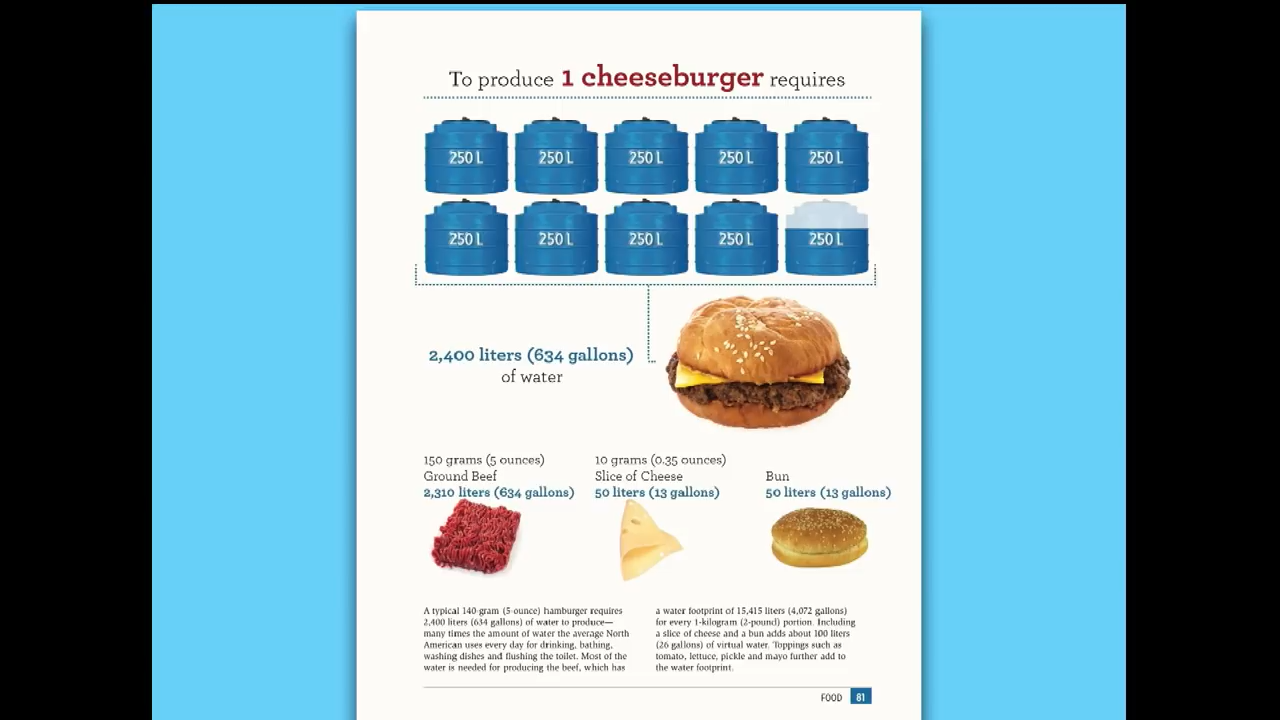 To produce 1 cheeseburger requires
250 L 250 L 250 L 250 L 250 L
250 L 250 L 250 L 250 L 250 L
2,400 liters (634 gallons)
of water
150 grams (5 ounces)
Ground Beef
2,310 liters (634 gallons)
10 grams (0.35 ounces)
Slice of Cheese
50 liters (13 gallons)
Bun
50 liters (13 gallons)
A typical 140-gram (5-ounce) hamburger requires
2,400 liters (634 gallons) of water to produce—
many times the amount of water the average North
American uses every day for drinking, bathing,
washing dishes and flushing the toilet. Most of the
water is needed for producing the beef, which has
a water footprint of 15,415 liters (4,072 gallons)
for every 1-kilogram (2-pound) portion. Including
a slice of cheese and a bun adds about 100 liters
(26 gallons) of virtual water. Toppings such as
tomato, lettuce, pickle and mayo further add to
the water footprint.
FOOD 81